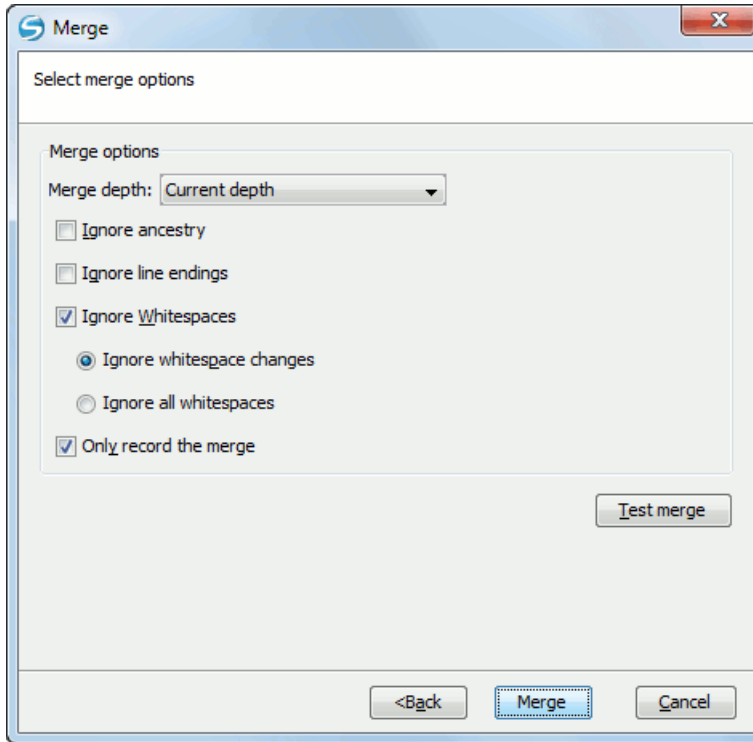 Merge
Select merge options
Merge options
Merge depth: Current depth
Ignore ancestry
Ignore line endings
Ignore Whitespaces
Ignore whitespace changes
Ignore all whitespaces
Only record the merge
Test merge
<Back Merge Cancel